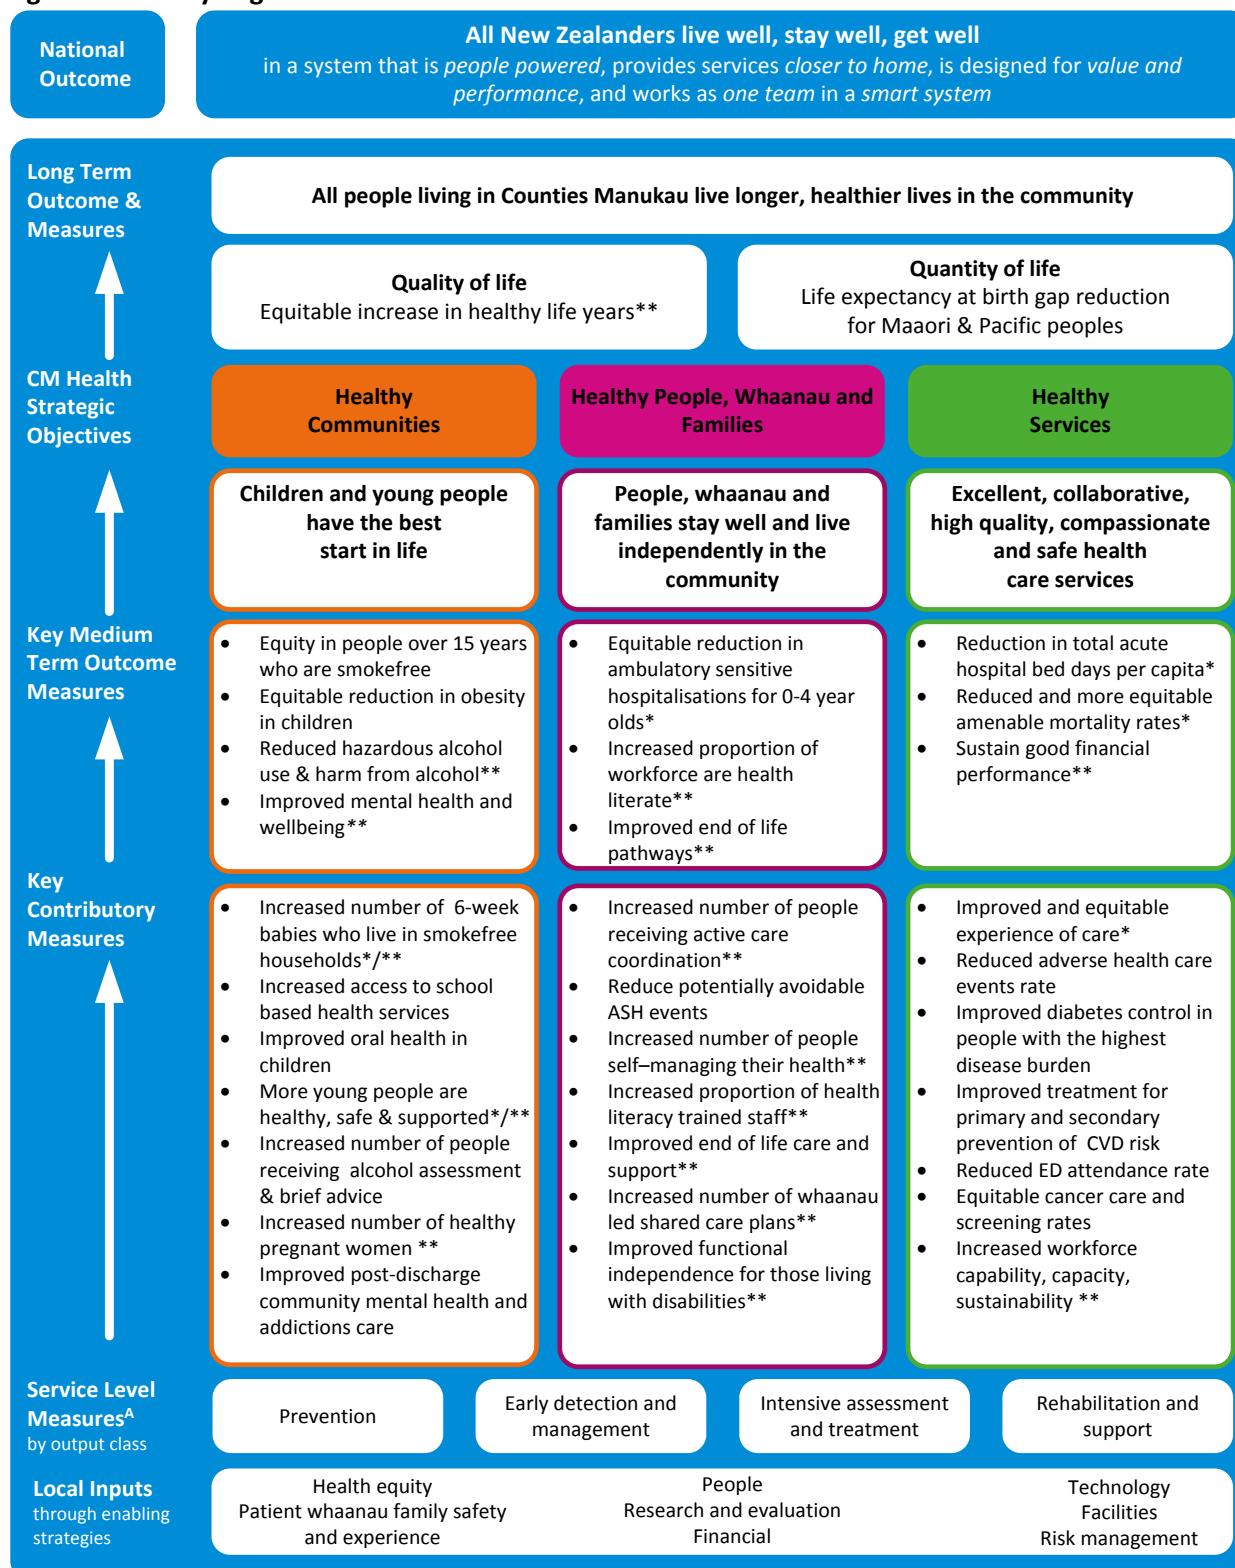 National
Outcome
All New Zealanders live well, stay well, get well
in a system that is people powered, provides services closer to home, is designed for value and
performance, and works as one team in a smart system
Long Term
Outcome &
Measures
All people living in Counties Manukau live longer, healthier lives in the community
Quality of life
Equitable increase in healthy life years**
Quantity of life
Life expectancy at birth gap reduction
for Maaori & Pacific peoples
CM Health
Strategic
Objectives
Healthy
Communities
Healthy People, Whaanau and
Families
Healthy
Services
Children and young people
have the best
start in life
People, whaanau and
families stay well and live
independently in the
community
Excellent, collaborative,
high quality, compassionate
and safe health
care services
Key Medium
Term Outcome
Measures
• Equity in people over 15 years
who are smokefree
• Equitable reduction in obesity
in children
• Reduced hazardous alcohol
use & harm from alcohol**
• Improved mental health and
wellbeing**
• Equitable reduction in
ambulatory sensitive
hospitalisations for 0-4 year
olds*
• Increased proportion of
workforce are health
literate**
• Improved end of life
pathways**
• Reduction in total acute
hospital bed days per capita*
• Reduced and more equitable
amenable mortality rates*
• Sustain good financial
performance**
Key
Contributory
Measures
• Increased number of 6-week
babies who live in smokefree
households*/**
• Increased access to school
based health services
• Improved oral health in
children
• More young people are
healthy, safe & supported*/**
• Increased number of people
receiving alcohol assessment
& brief advice
• Increased number of healthy
pregnant women **
• Improved post-discharge
community mental health and
addictions care
• Increased number of people
receiving active care
coordination**
• Reduce potentially avoidable
ASH events
• Increased number of people
self–managing their health**
• Increased proportion of health
literacy trained staff**
• Improved end of life care and
support**
• Increased number of whaanau
led shared care plans**
• Improved functional
independence for those living
with disabilities**
• Improved and equitable
experience of care*
• Reduced adverse health care
events rate
• Improved diabetes control in
people with the highest
disease burden
• Improved treatment for
primary and secondary
prevention of CVD risk
• Reduced ED attendance rate
• Equitable cancer care and
screening rates
• Increased workforce
capability, capacity,
sustainability **
Service Level
Measures^A
by output class
Prevention
Early detection and
management
Intensive assessment
and treatment
Rehabilitation and
support
Local Inputs
through enabling
strategies
Health equity
Patient whaanau family safety
and experience
People
Research and evaluation
Financial
Technology
Facilities
Risk management